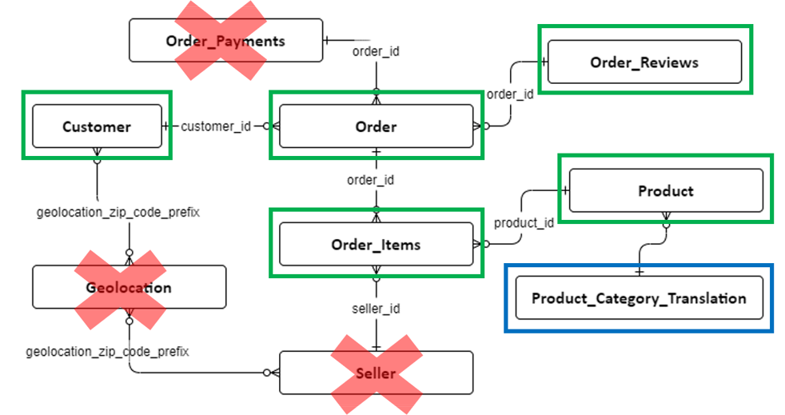 Order_Payments
order_id
Order_Reviews
order_id
Customer
customer_id
Order
order_id
Product
product_id
geolocation_zip_code_prefix
Order_Items
Geolocation
Product_Category_Translation
seller_id
geolocation_zip_code_prefix
Seller